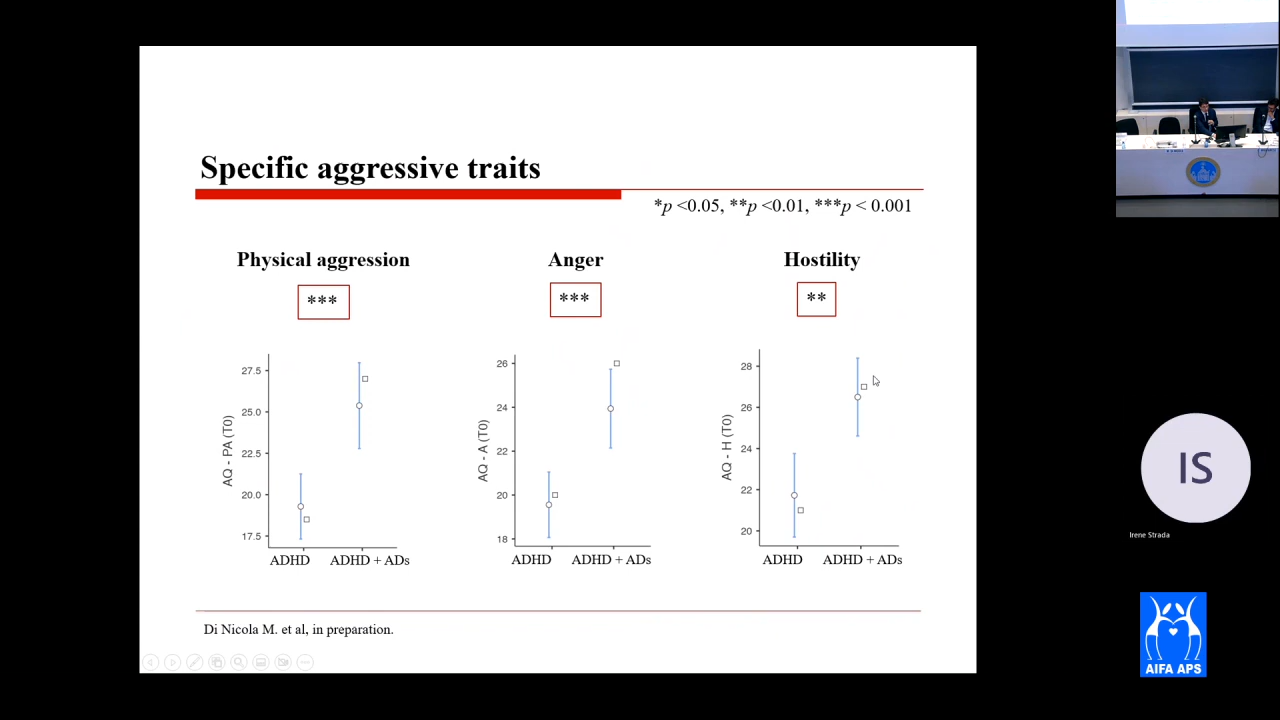 Specific aggressive traits
*p <0.05, **p <0.01, ***p < 0.001
Physical aggression
Anger
Hostility
***
***
**
27.5
25.0
22.5
20.0
17.5
AQ - PA (T0)
ADHD
ADHD + ADs
26
24
22
20
18
AQ - A (T0)
ADHD
ADHD + ADs
28
26
24
22
20
AQ - H (T0)
ADHD
ADHD + ADs
Di Nicola M. et al, in preparation.
IS
Irene Strada
AIFA APS